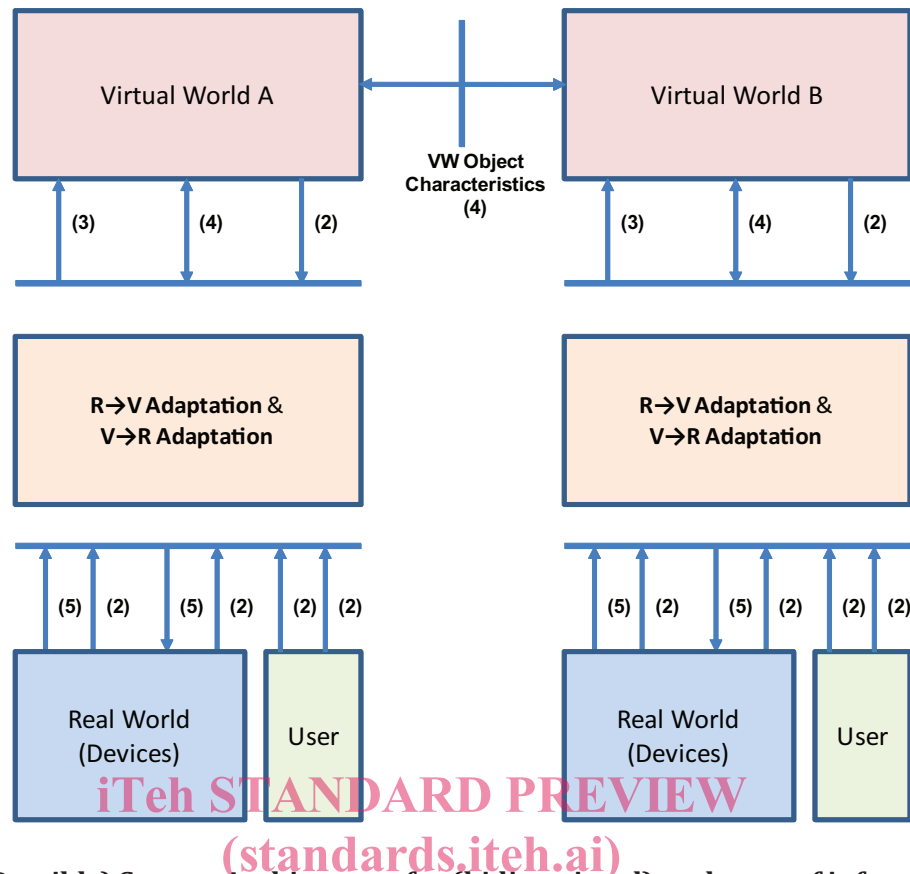 Virtual World A
Virtual World B
VW Object
Characteristics
(4)
(3)
(4)
(2)
(3)
(4)
(2)
R→V Adaptation &
V→R Adaptation
R→V Adaptation &
V→R Adaptation
(5)
(2)
(5)
(2)
(2)
(2)
(5)
(2)
(5)
(2)
(2)
(2)
Real World
(Devices)
User
Real World
(Devices)
User
iTeh STANDARD PREVIEW
(standards.iteh.ai)